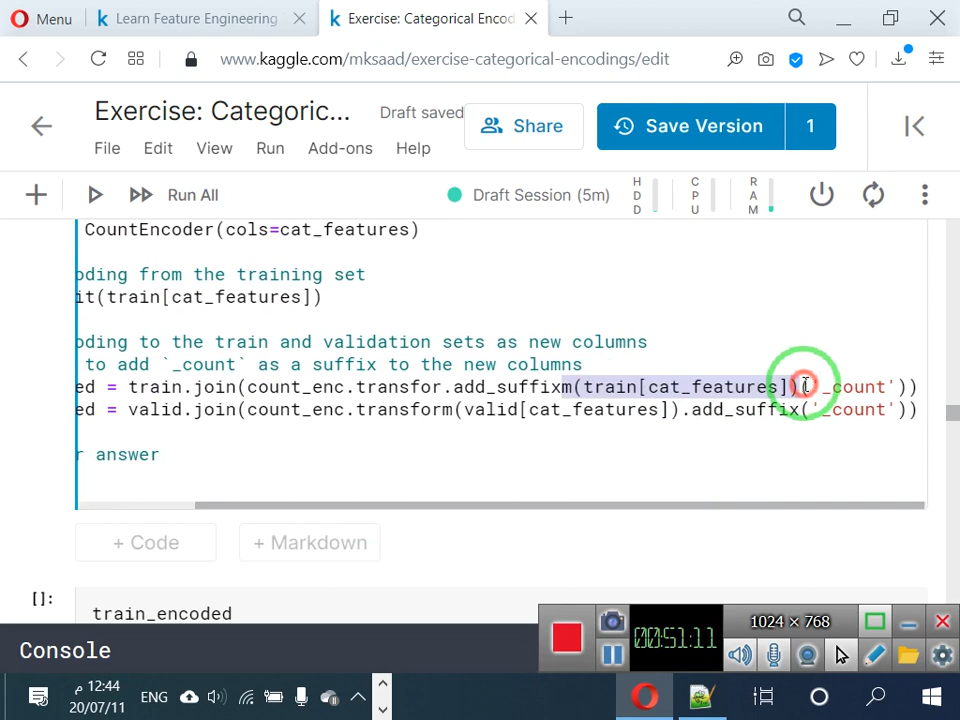 Menu
Learn Feature Engineering
Exercise: Categorical Encod
www.kaggle.com/mksaad/exercise-categorical-encodings/edit
Exercise: Categoric...
Draft saved
Share
Save Version
1
File
Edit
View
Run
Add-ons
Help
Run All
Draft Session (5m)
HDD
CPU
RAM
CountEncoder(cols=cat_features)
oding from the training set
it(train[cat_features])
oding to the train and validation sets as new columns
to add `_count` as a suffix to the new columns
ed = train.join(count_enc.transfor.add_suffixm(train[cat_features])('_count'))
ed = valid.join(count_enc.transform(valid[cat_features]).add_suffix('_count'))
r answer
+ Code
+ Markdown
[]:
train_encoded
Console
00:51:11
1024 × 768
12:44 م
20/07/11
ENG